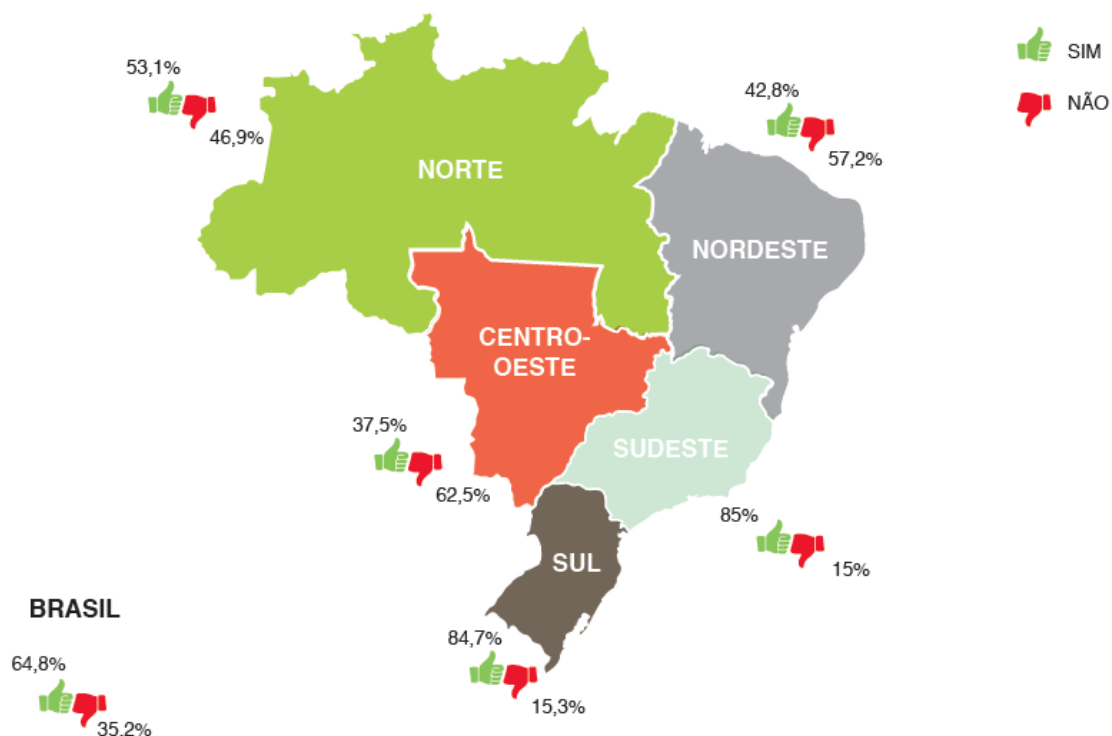 SIM
NÃO
53,1%
46,9%
NORTE
42,8%
57,2%
NORDESTE
CENTRO-
OESTE
37,5%
62,5%
SUDESTE
85%
15%
SUL
84,7%
15,3%
BRASIL
64,8%
35,2%